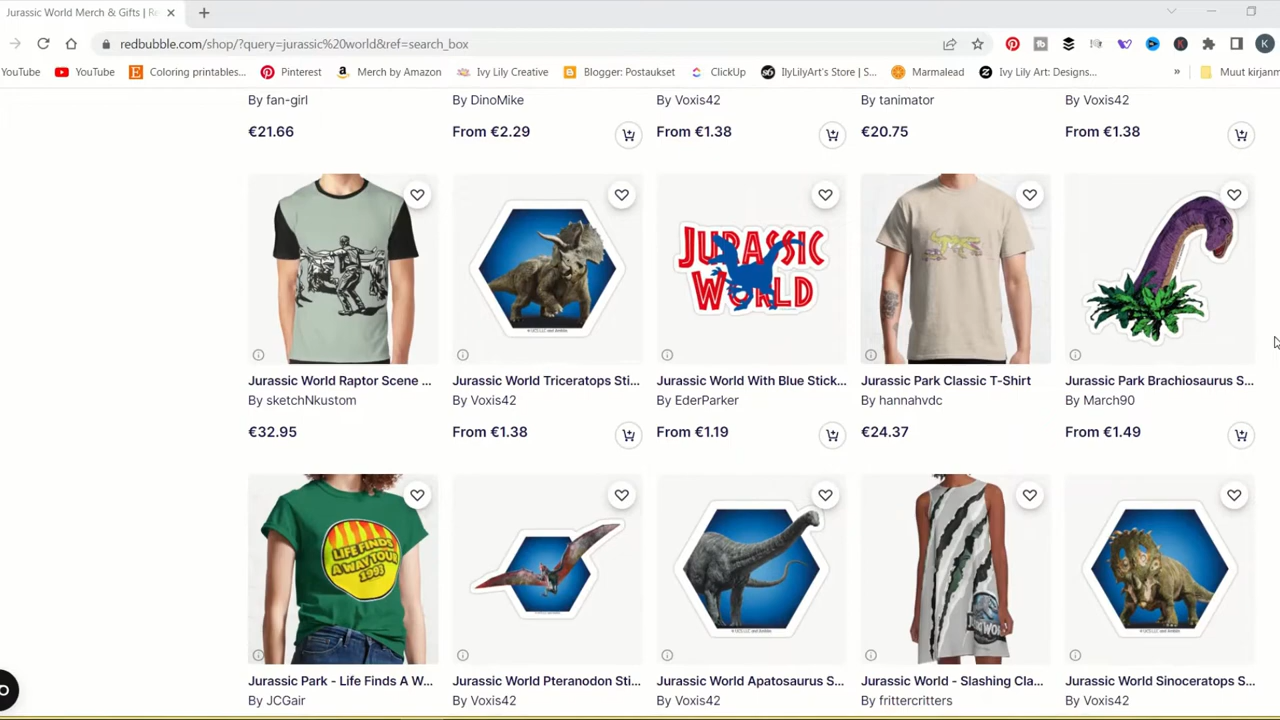 Jurassic World Merch & Gifts | Re
redbubble.com/shop/?query=jurassic%20world&ref=search_box
YouTube YouTube Coloring printables... Pinterest Merch by Amazon Ivy Lily Creative Blogger: Postaukset ClickUp IlyLilyArt's Store | S... Marmalead Ivy Lily Art: Designs... » Muut kirjanm
By fan-girl By DinoMike By Voxis42 By tanimator By Voxis42
€21.66 From €2.29 From €1.38 €20.75 From €1.38
JURASSIC
WORLD
Jurassic World Raptor Scene ... Jurassic World Triceratops Sti... Jurassic World With Blue Stick... Jurassic Park Classic T-Shirt Jurassic Park Brachiosaurus S...
By sketchNkustom By Voxis42 By EderParker By hannahvdc By March90
€32.95 From €1.38 From €1.19 €24.37 From €1.49
LIFE FINDS
A WAY TOUR
1993
Jurassic Park - Life Finds A W... Jurassic World Pteranodon Sti... Jurassic World Apatosaurus S... Jurassic World - Slashing Cla... Jurassic World Sinoceratops S...
By JCGair By Voxis42 By Voxis42 By frittercritters By Voxis42